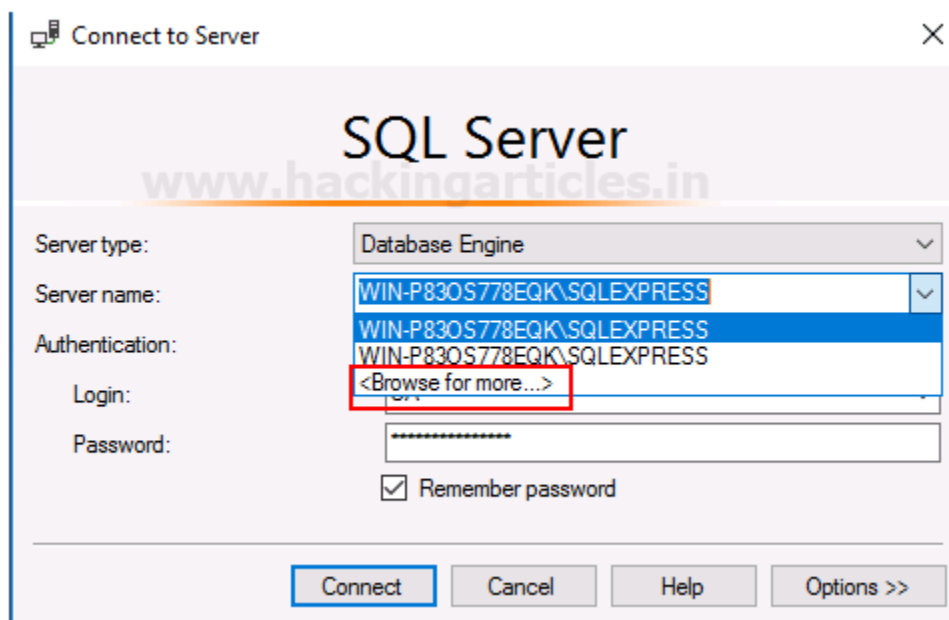 Connect to Server
SQL Server
www.hackingarticles.in
Server type: Database Engine
Server name: WIN-P83OS778EQK\SQLEXPRESS
WIN-P83OS778EQK\SQLEXPRESS
Authentication:
WIN-P83OS778EQK\SQLEXPRESS
<Browse for more...>
Login:
Password: ***************
Remember password
Connect Cancel Help Options >>